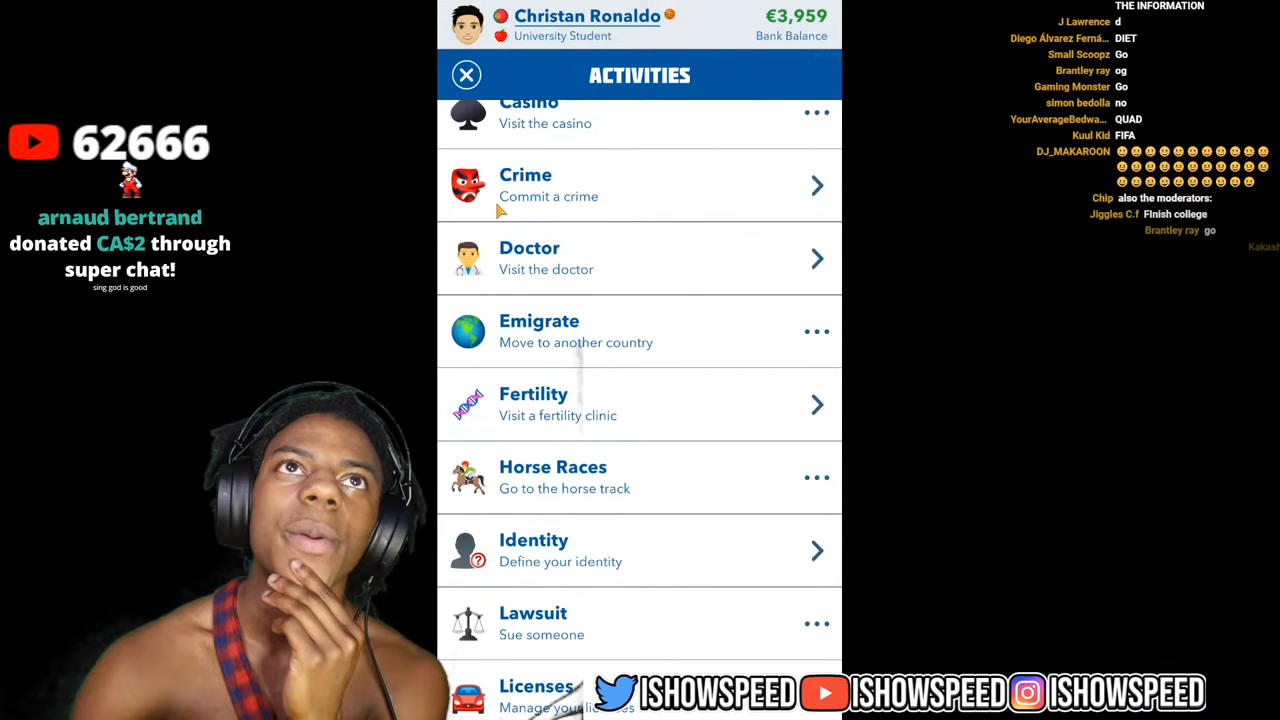 Christan Ronaldo
University Student
€3,959
Bank Balance
ACTIVITIES
Casino
Visit the casino
Crime
Commit a crime
Doctor
Visit the doctor
Emigrate
Move to another country
Fertility
Visit a fertility clinic
Horse Races
Go to the horse track
Identity
Define your identity
Lawsuit
Sue someone
Licenses
Manage your licenses
62666
arnaud bertrand
donated CA$2 through
super chat!
sing god is good
THE INFORMATION
J Lawrence d
Diego Álvarez Ferná... DIET
Small Scoopz Go
Brantley ray og
Gaming Monster Go
simon bedolla no
YourAverageBedwa... QUAD
Kuul Kid FIFA
DJ_MAKAROON
Chip also the moderators:
Jiggles C.f FInish college
Brantley ray go
Kakash
ISHOWSPEED ISHOWSPEED ISHOWSPEED